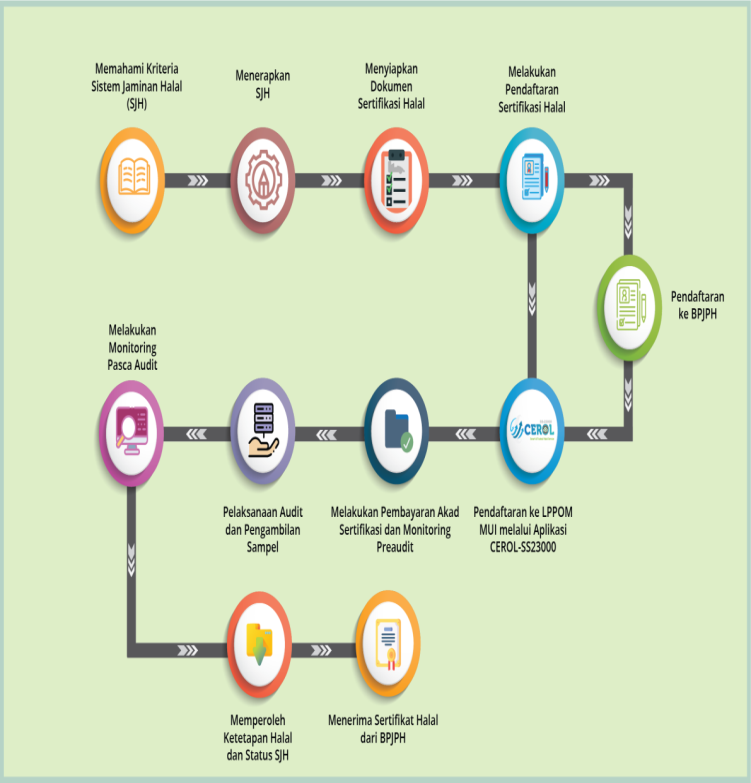 Memahami Kriteria
Sistem Jaminan Halal
(SJH)
Menerapkan
SJH
Menyiapkan
Dokumen
Sertifikasi Halal
Melakukan
Pendaftaran
Sertifikasi Halal
Pendaftaran
ke BPJPH
Melakukan
Monitoring
Pasca Audit
CEROL
Pelaksanaan Audit
dan Pengambilan
Sampel
Melakukan Pembayaran Akad
Sertifikasi dan Monitoring
Preaudit
Pendaftaran ke LPPOM
MUI melalui Aplikasi
CEROL-SS23000
Memperoleh
Ketetapan Halal
dan Status SJH
Menerima Sertifikat Halal
dari BPJPH